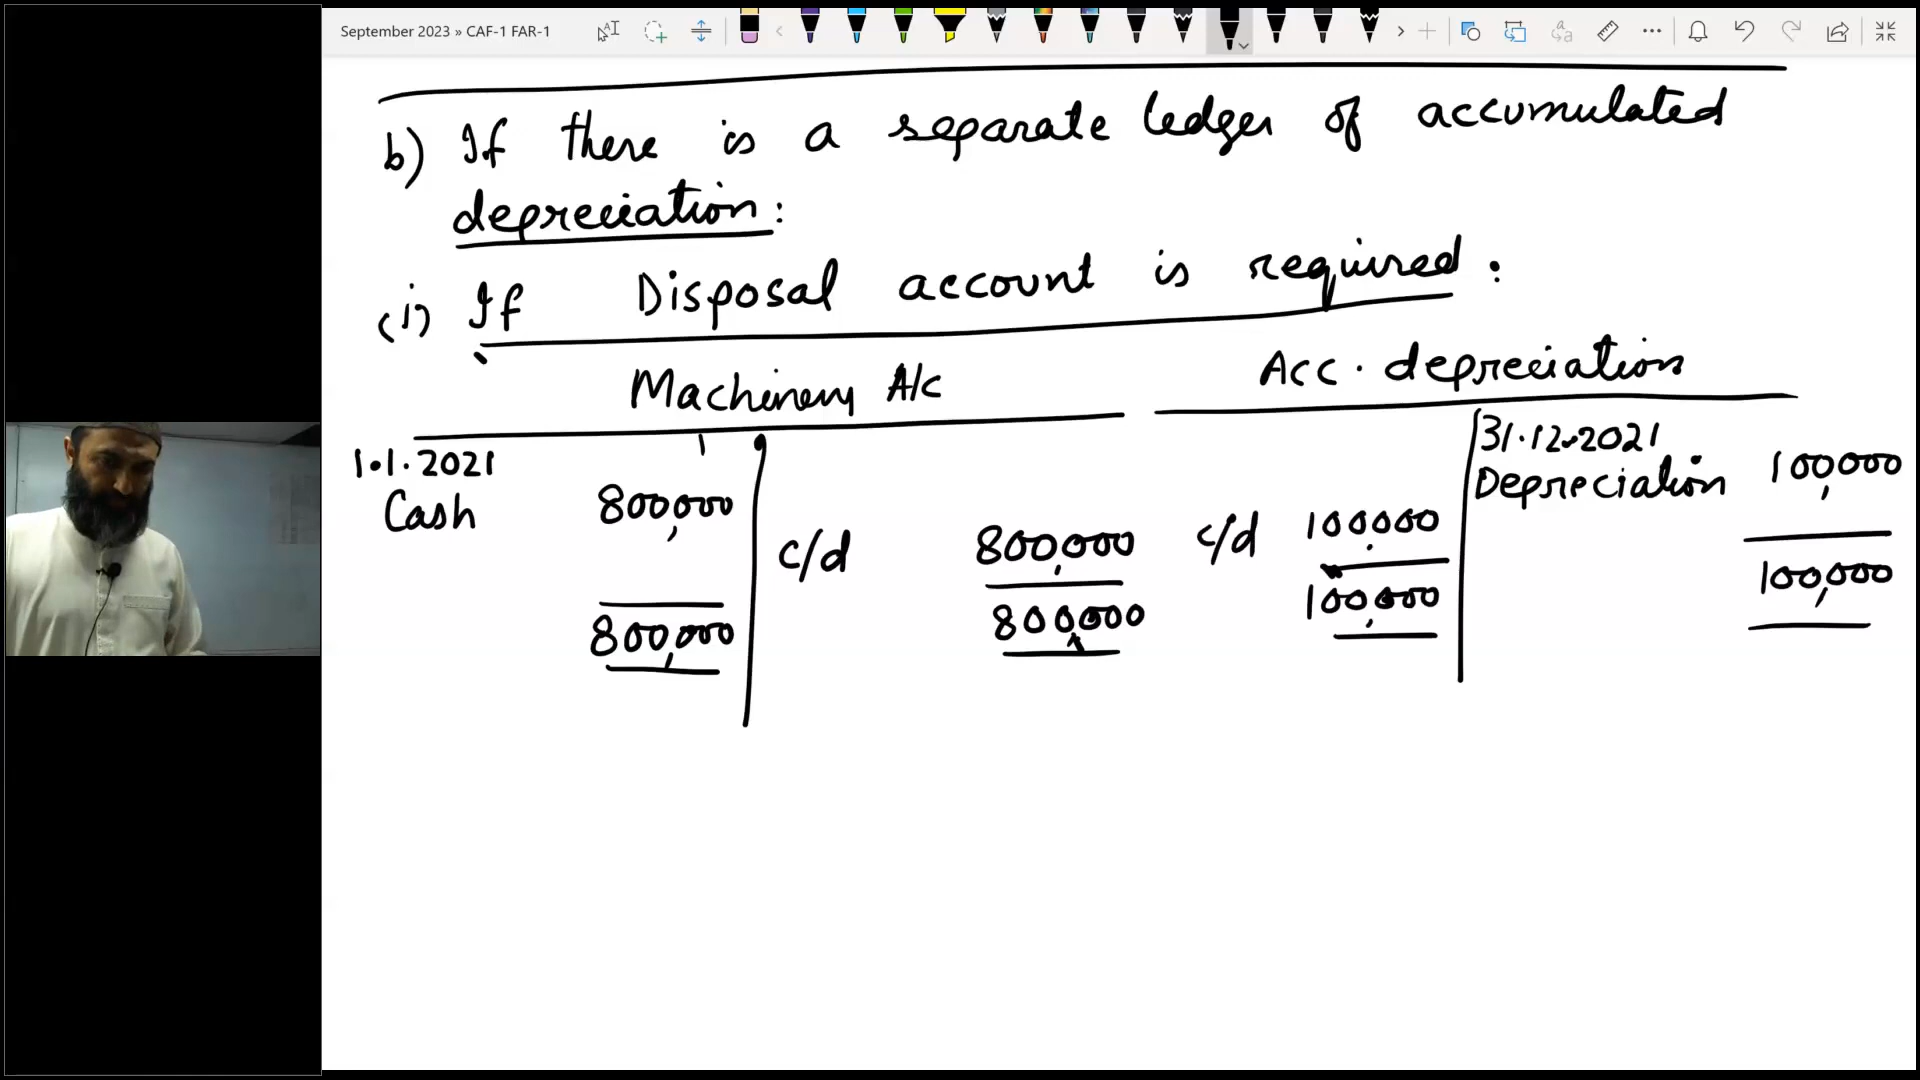 September 2023 » CAF-1 FAR-1
b) If there is a separate ledger of accumulated
depreciation:
(i) If Disposal account is required.
Machinery A/c
1.1.2021
Cash 800,000
c/d 800,000
800,000 800,000
Acc. depreciation
31.12.2021
Depreciation 100,000
c/d 100,000
100,000 100,000